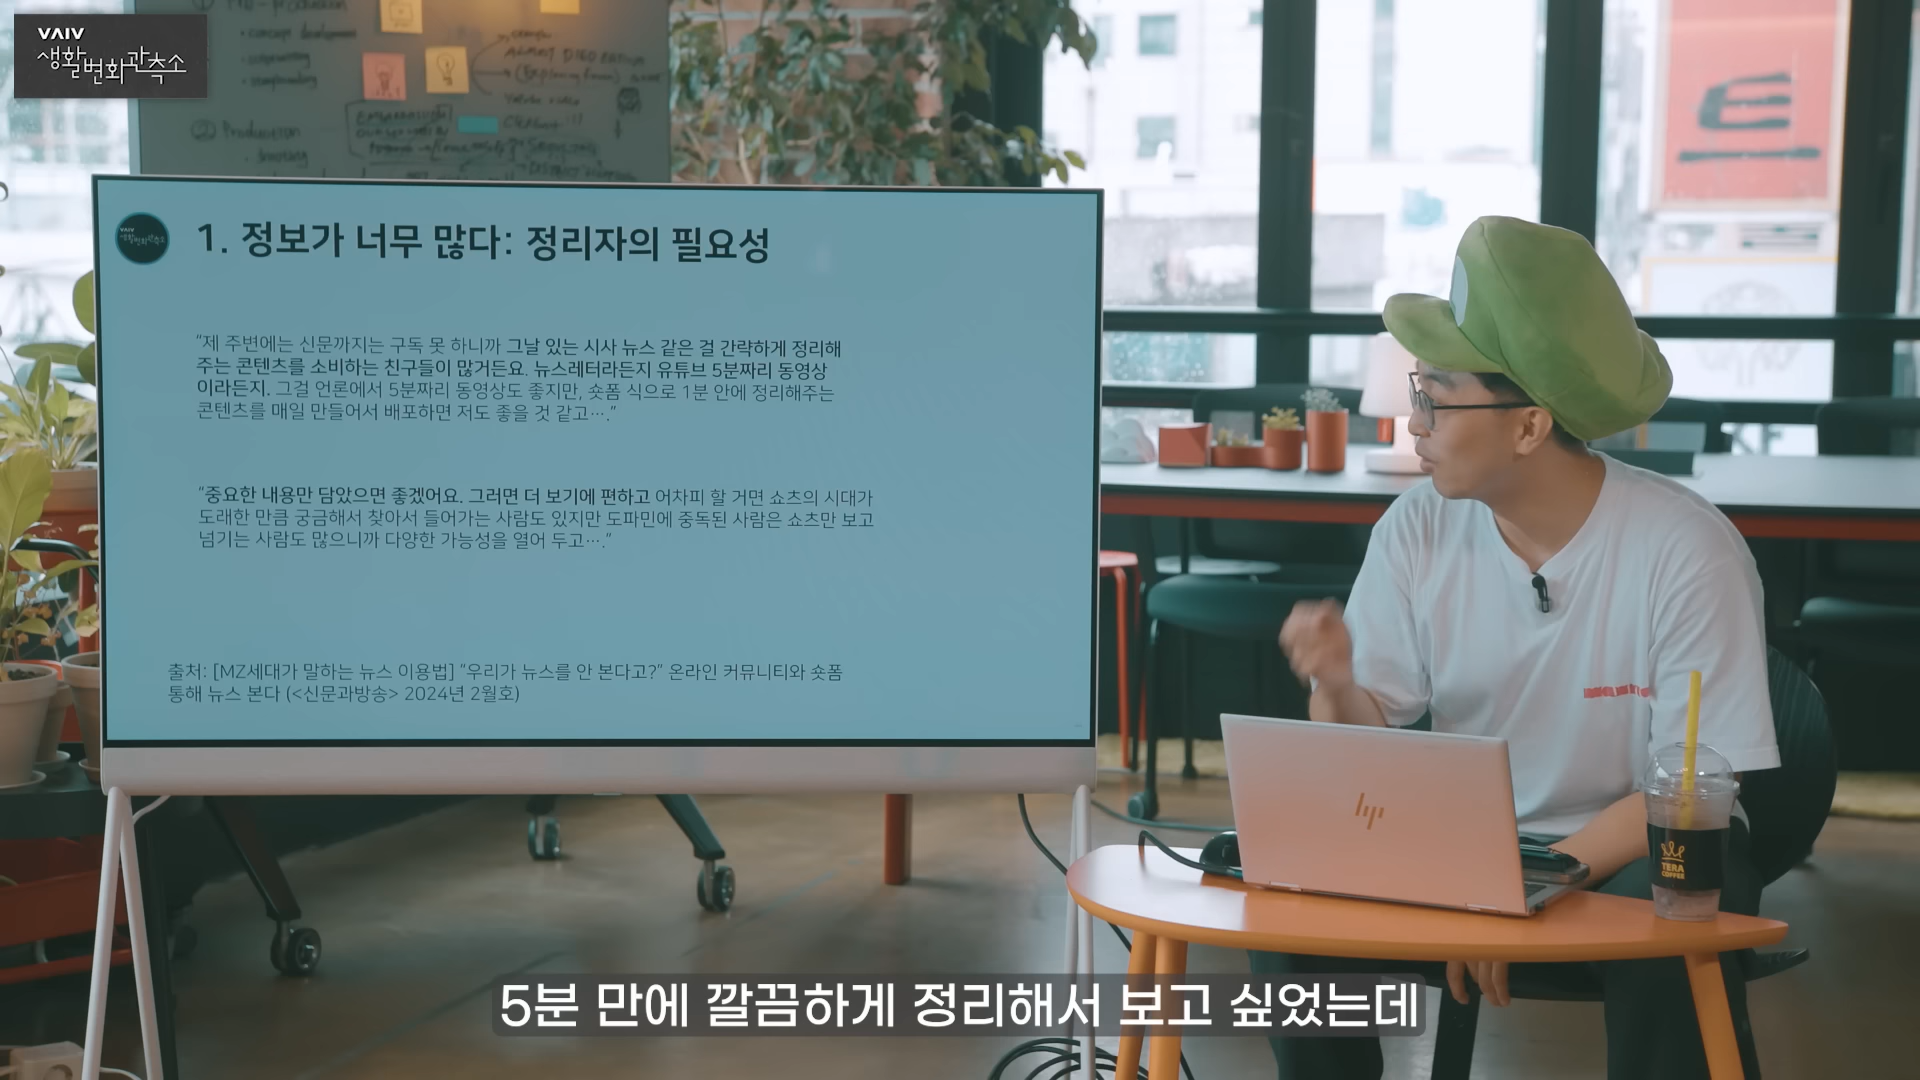 VAIV
생활변화관측소
② Production
E
1. 정보가 너무 많다: 정리자의 필요성
"제 주변에는 신문까지는 구독 못 하니까 그날 있는 시사 뉴스 같은 걸 간략하게 정리해
주는 콘텐츠를 소비하는 친구들이 많거든요. 뉴스레터라든지 유튜브 5분짜리 동영상
이라든지. 그걸 언론에서 5분짜리 동영상도 좋지만, 숏폼 식으로 1분 안에 정리해주는
콘텐츠를 매일 만들어서 배포하면 저도 좋을 것 같고…."
"중요한 내용만 담았으면 좋겠어요. 그러면 더 보기에 편하고 어차피 할 거면 쇼츠의 시대가
도래한 만큼 궁금해서 찾아서 들어가는 사람도 있지만 도파민에 중독된 사람은 쇼츠만 보고
넘기는 사람도 많으니까 다양한 가능성을 열어 두고…."
출처: [MZ세대가 말하는 뉴스 이용법] "우리가 뉴스를 안 본다고?" 온라인 커뮤니티와 숏폼
통해 뉴스 본다 (<신문과방송> 2024년 2월호)
hp
TERA
COFFEE
5분 만에 깔끔하게 정리해서 보고 싶었는데